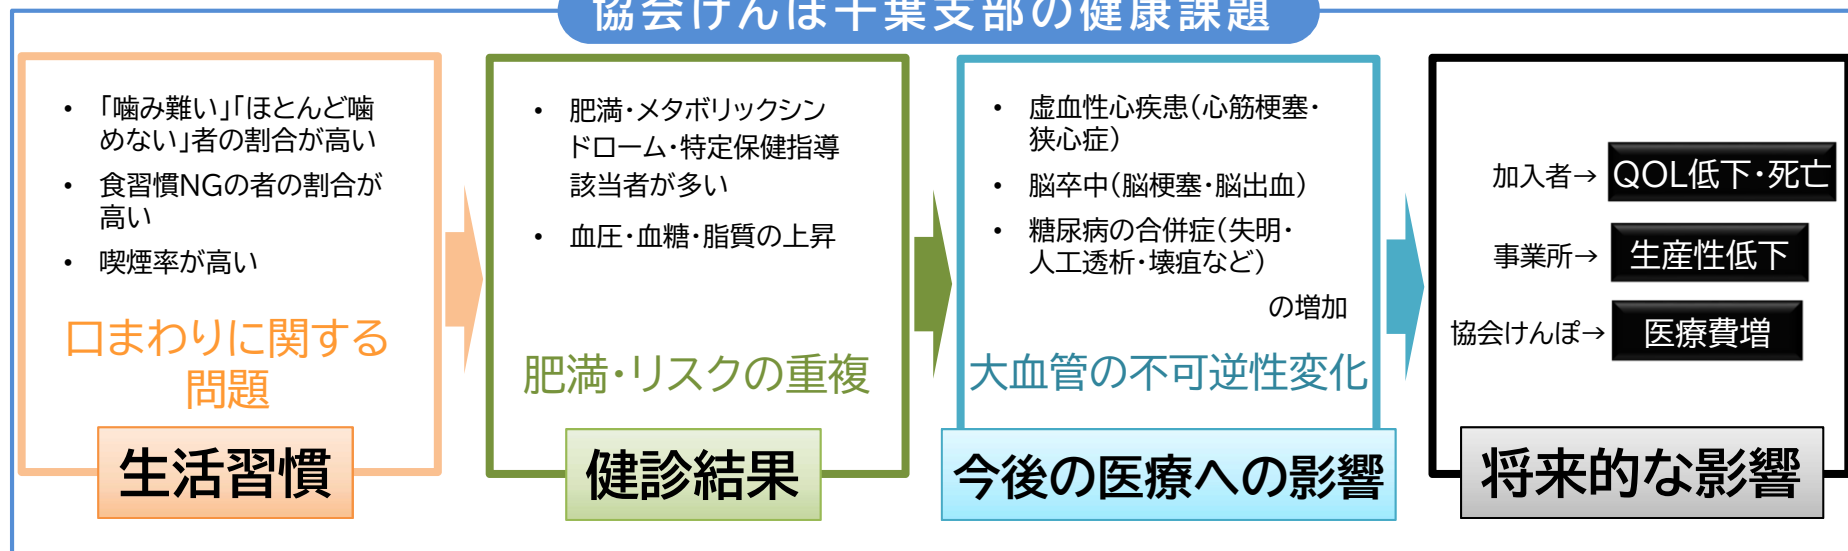 協会けんぽ千葉支部の健康課題
• 「噛み難い」「ほとんど噛
めない」者の割合が高い
• 食習慣NGの者の割合が
高い
• 喫煙率が高い
口まわりに関する
問題
生活習慣
• 肥満・メタボリックシン
ドローム・特定保健指導
該当者が多い
• 血圧・血糖・脂質の上昇
肥満・リスクの重複
健診結果
• 虚血性心疾患（心筋梗塞・
狭心症）
• 脳卒中（脳梗塞・脳出血）
• 糖尿病の合併症（失明・
人工透析・壊疽など）
の増加
大血管の不可逆性変化
今後の医療への影響
加入者→ QOL低下・死亡
事業所→ 生産性低下
協会けんぽ→ 医療費増
将来的な影響